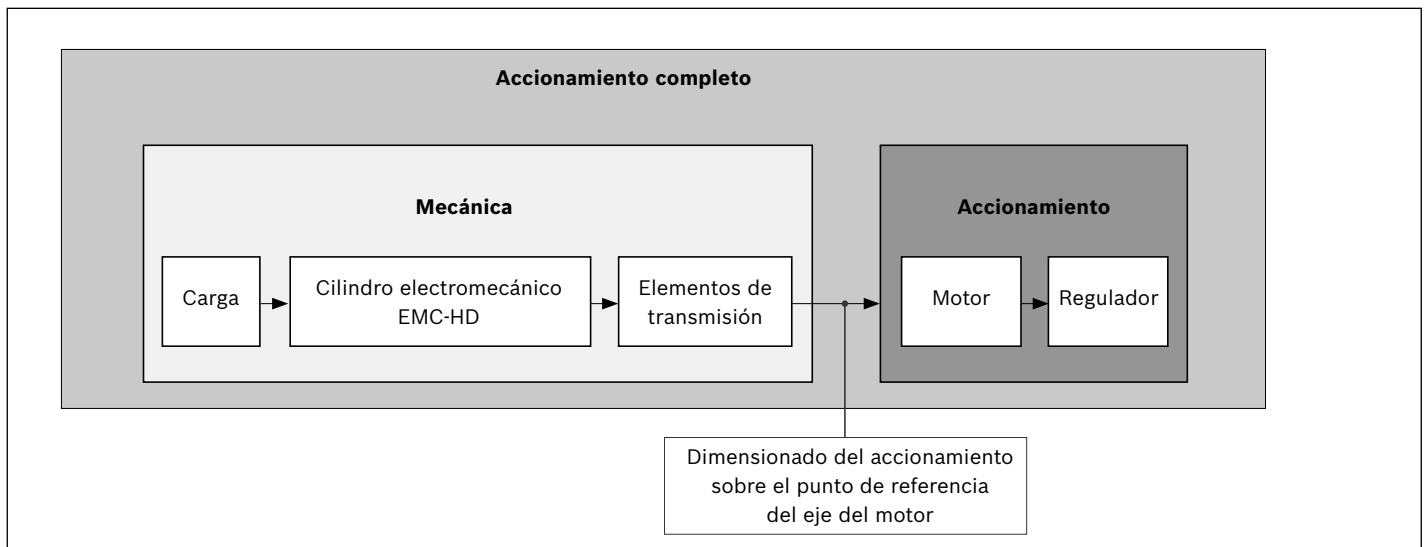 Accionamiento completo
Mecánica
Accionamiento
Carga
Cilindro electromecánico
EMC-HD
Elementos de
transmisión
Motor
Regulador
Dimensionado del accionamiento
sobre el punto de referencia
del eje del motor